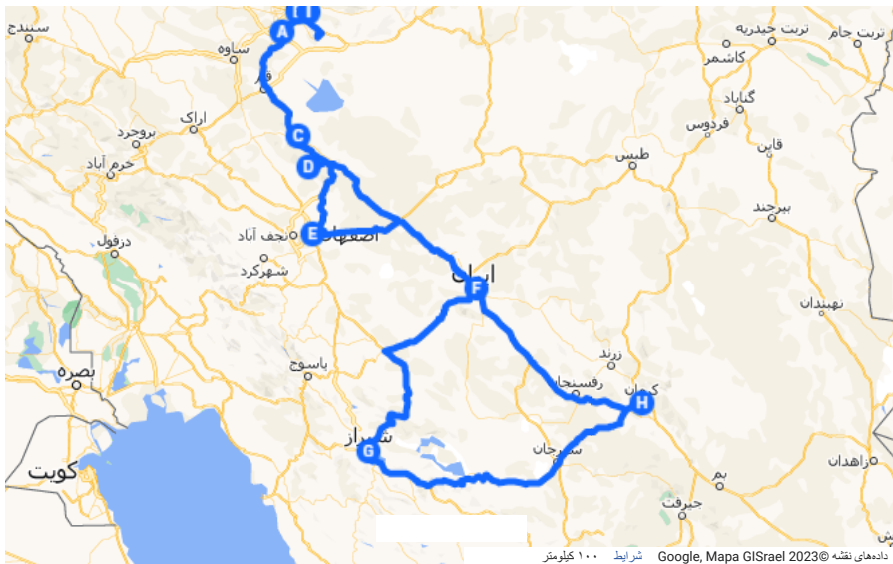 تربت حیدریه
تربت جام
سنندج
کاشمر
ساوه
A
قم
گناباد
اراک
فردوس
بروجرد
C
قاین
طبس
خرم آباد
D
بیرجند
نجف آباد
E
اصفهان
دزفول
شهرکرد
ایران
F
نهبندان
زرند
یاسوج
بصره
رفسنجان
کرمان
H
شیراز
G
سیرجان
زاهدان
کویت
بم
جیرفت
داده‌های نقشه ©2023 Google, Mapa GISrael شرایط ۱۰۰ کیلومتر